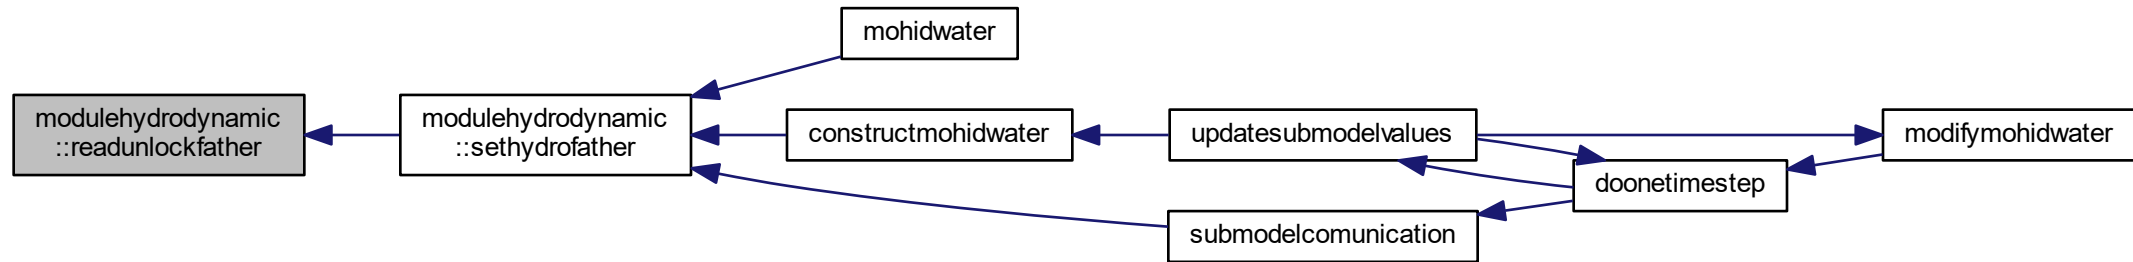 mohidwater
modulehydrodynamic
::readunlockfather
modulehydrodynamic
::sethydrofather
constructmohidwater
updatesubmodelvalues
modifymohidwater
doonetimestep
submodelcomunication